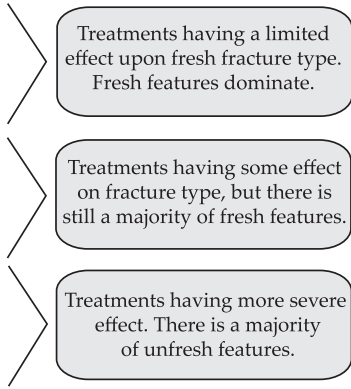 Treatments having a limited
effect upon fresh fracture type.
Fresh features dominate.
Treatments having some effect
on fracture type, but there is
still a majority of fresh features.
Treatments having more severe
effect. There is a majority
of unfresh features.